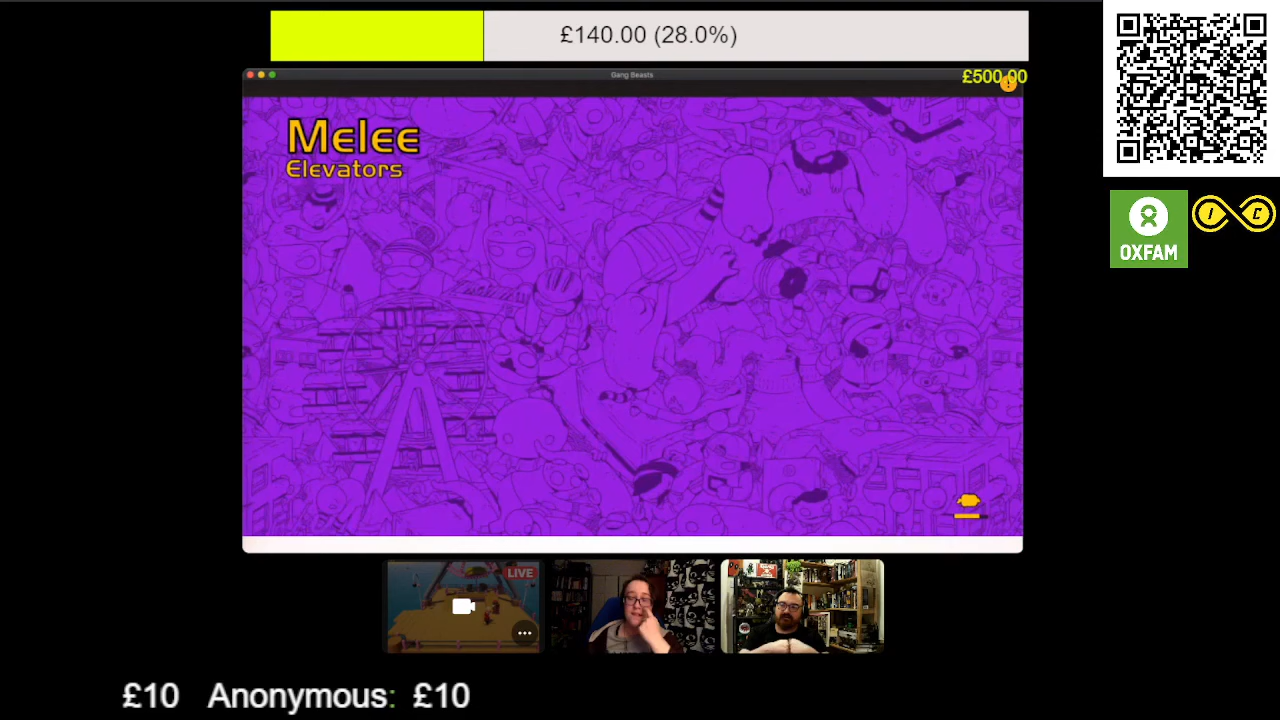 £140.00 (28.0%)
Gang Beasts
£500.00
Melee
Elevators
I C
OXFAM
LIVE
£10 Anonymous: £10